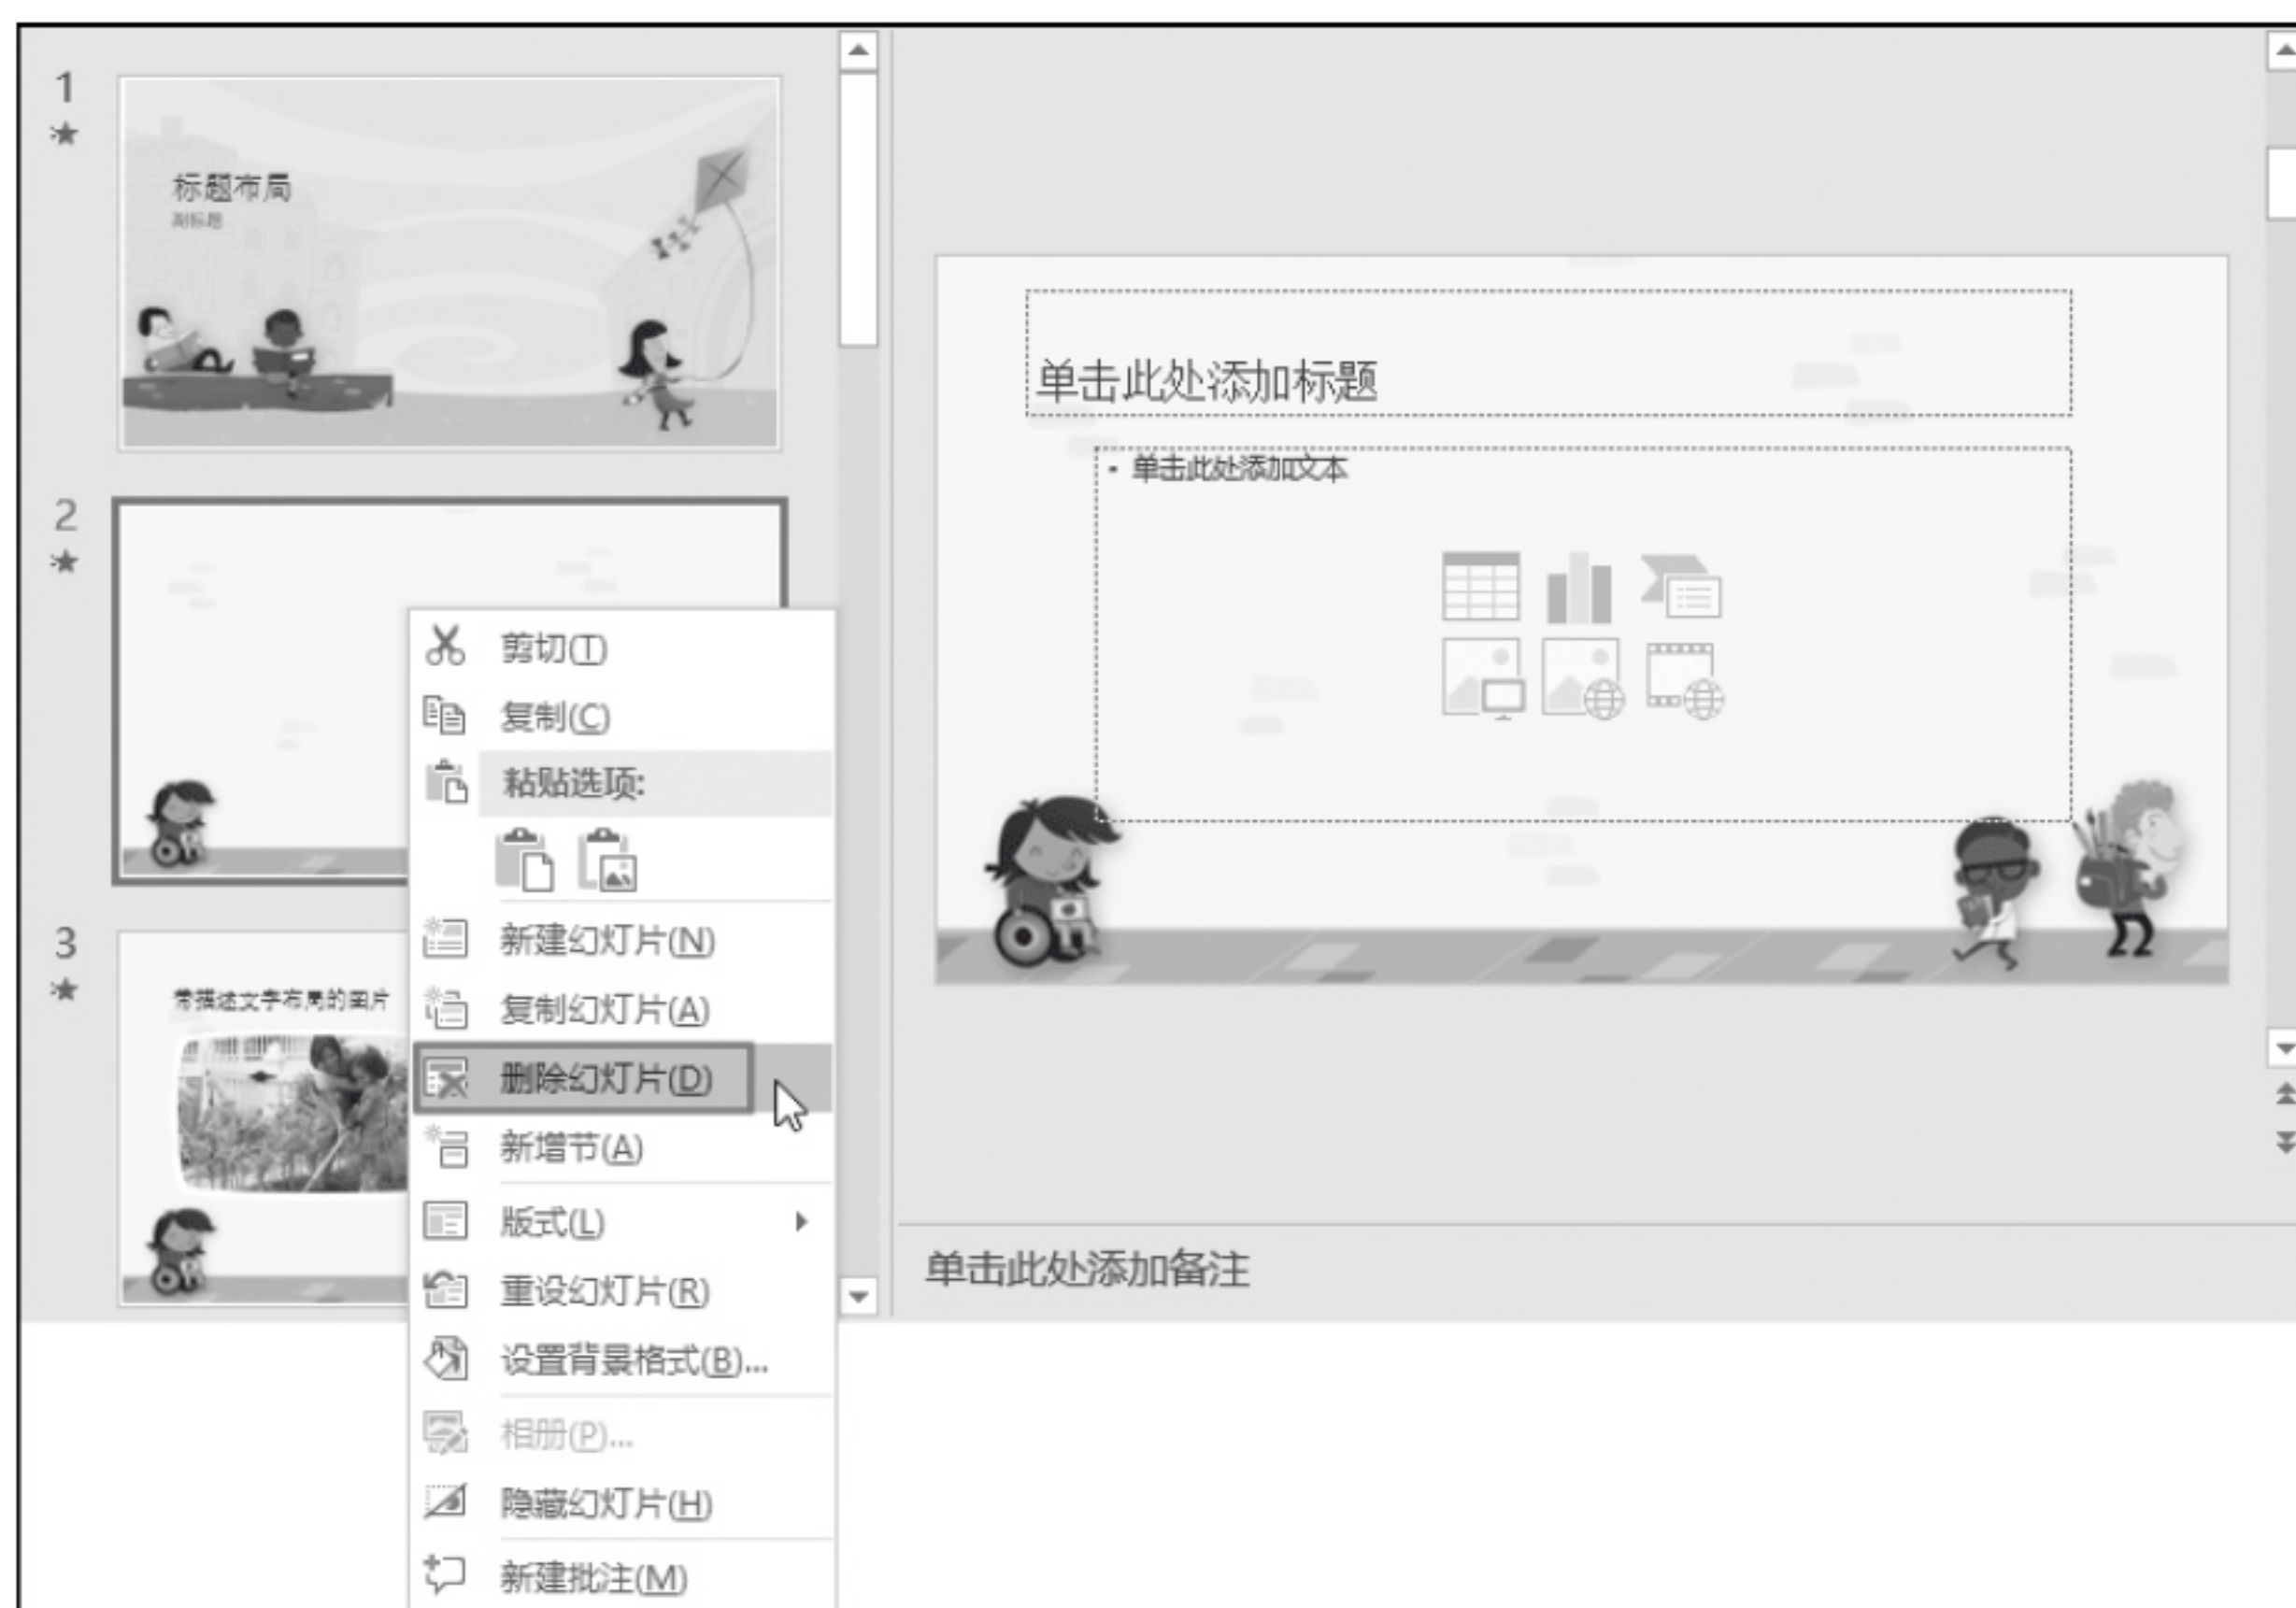 1
标题布局
副标题
2
3
带描述文字布局的图片
剪切(T)
复制(C)
粘贴选项:
新建幻灯片(N)
复制幻灯片(A)
删除幻灯片(D)
新增节(A)
版式(L)
重设幻灯片(R)
设置背景格式(B)...
相册(P)...
隐藏幻灯片(H)
新建批注(M)
单击此处添加标题
• 单击此处添加文本
单击此处添加备注